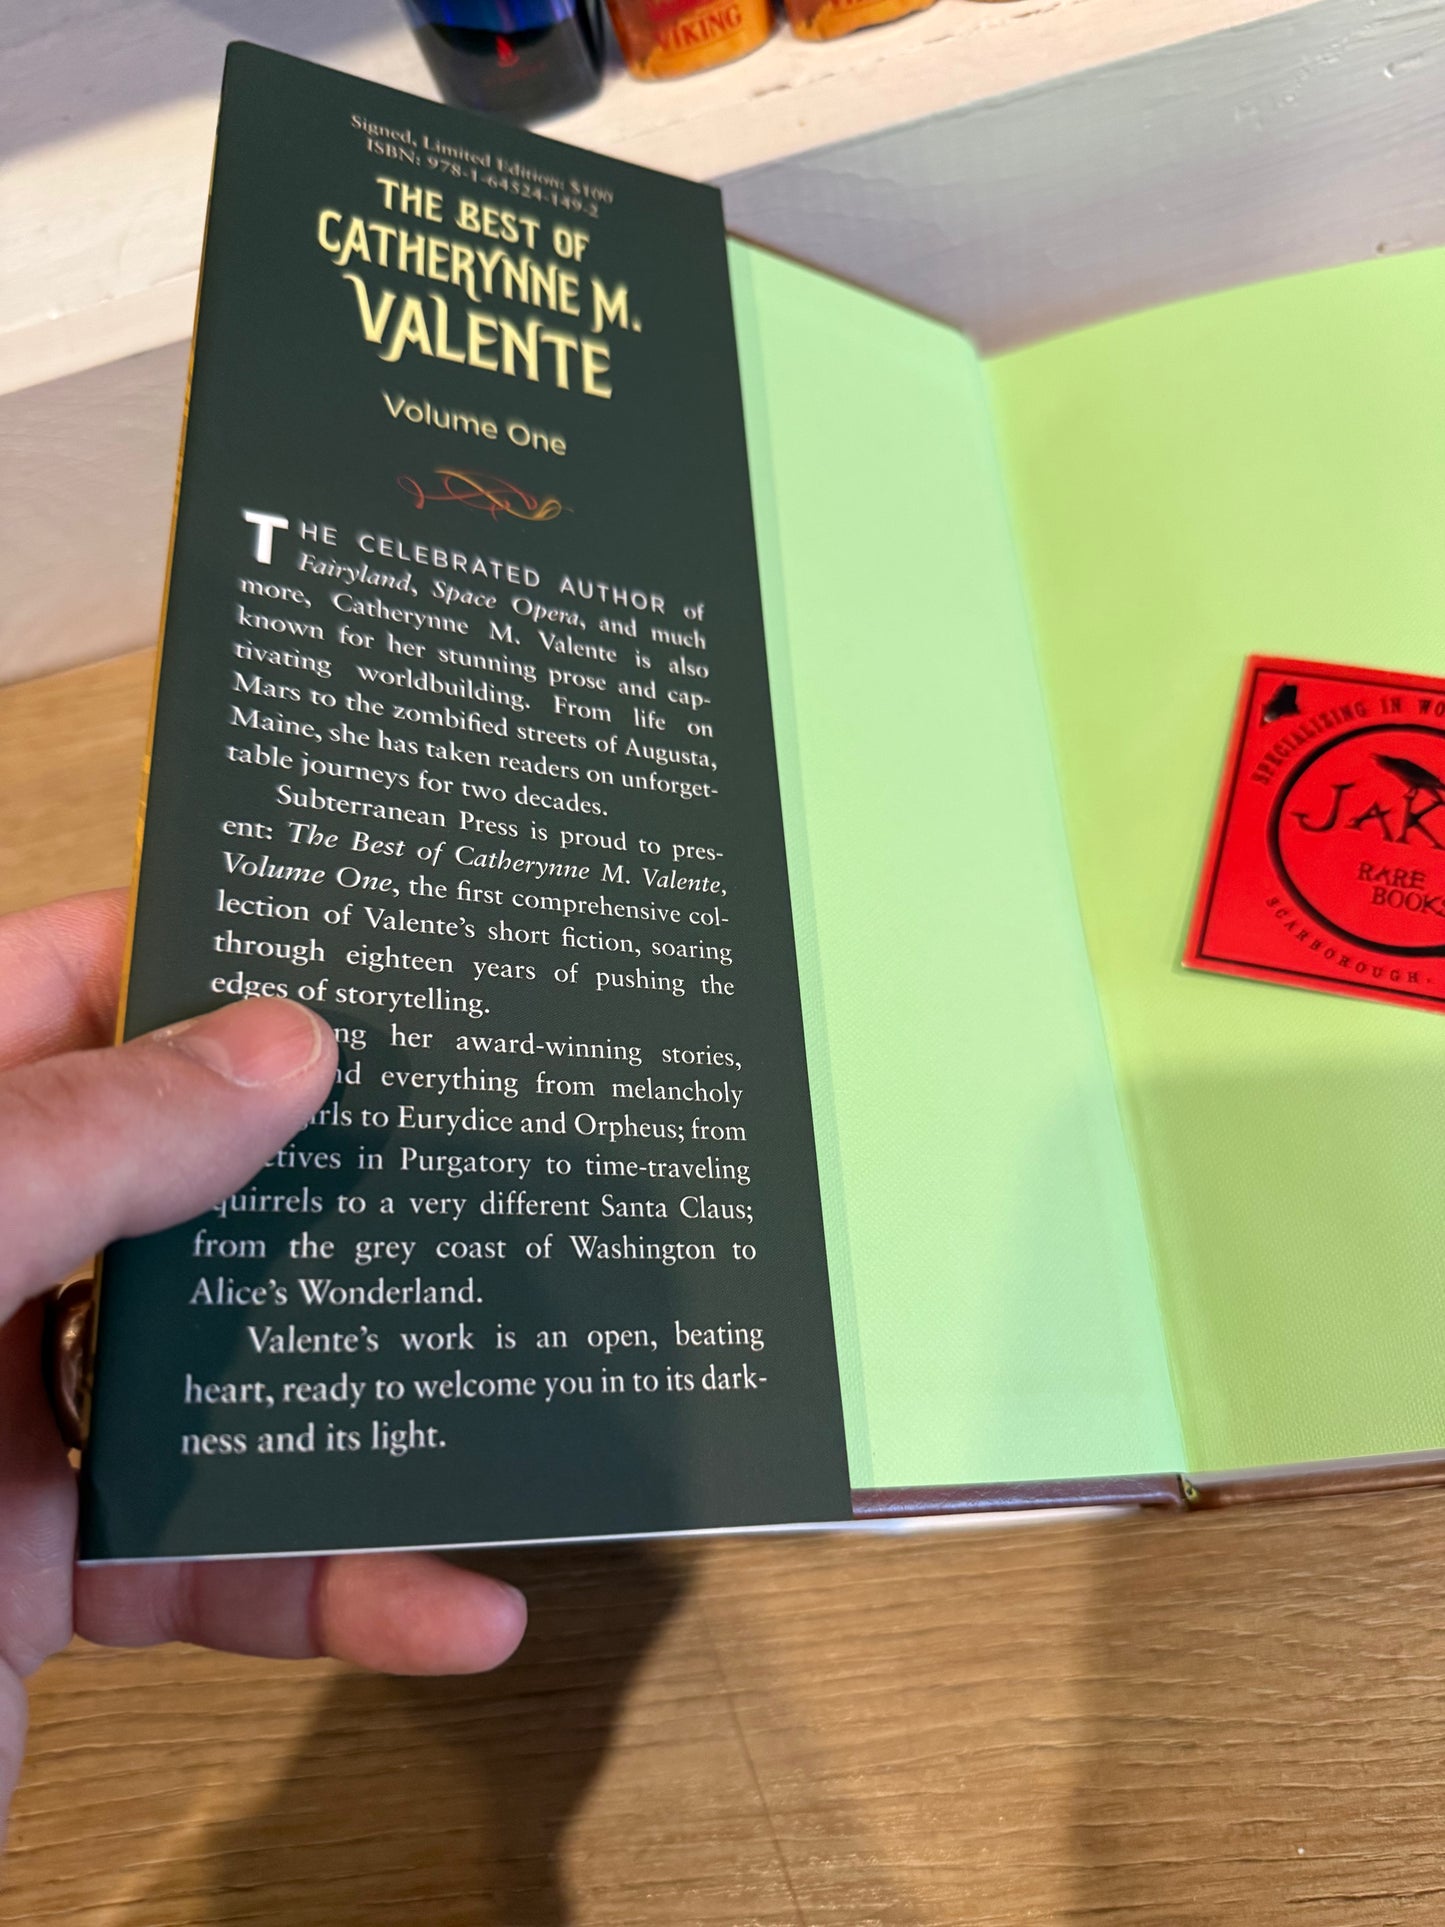 VIKING
Signed, Limited Edition: $100
ISBN: 978-1-64524-149-2
THE BEST OF
CATHERYNNE M.
VALENTE
Volume One
THE CELEBRATED AUTHOR of
Fairyland, Space Opera, and much
more, Catherynne M. Valente is also
known for her stunning prose and cap-
tivating worldbuilding. From life on
Mars to the zombified streets of Augusta,
Maine, she has taken readers on unforget-
table journeys for two decades.
Subterranean Press is proud to pres-
ent: The Best of Catherynne M. Valente,
Volume One, the first comprehensive col-
lection of Valente's short fiction, soaring
through eighteen years of pushing the
edges of storytelling.
her award-winning stories,
everything from melancholy
to Eurydice and Orpheus; from
in Purgatory to time-traveling
quirrels to a very different Santa Claus;
from the grey coast of Washington to
Alice's Wonderland.
Valente's work is an open, beating
heart, ready to welcome you in to its dark-
ness and its light.
SPECIALIZING IN
JAK
RARE
BOOKS
SCARBOROUGH